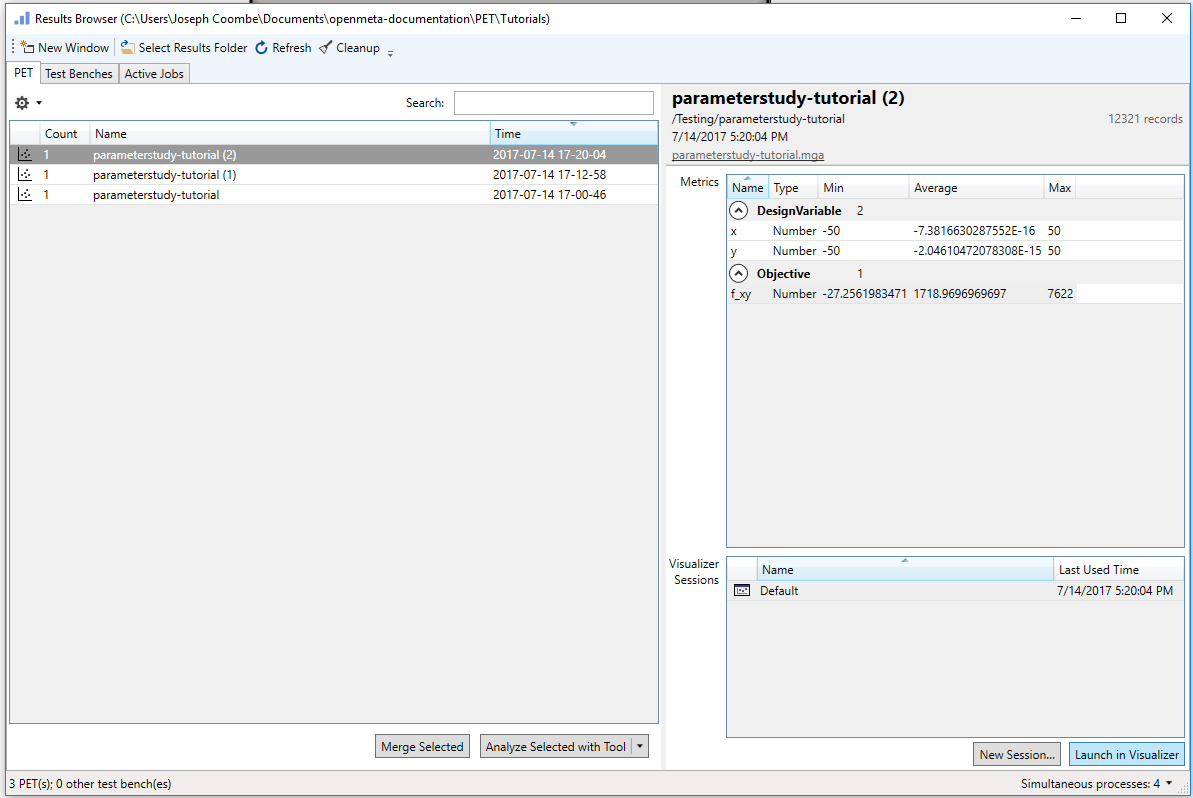 Results Browser (C:\Users\Joseph Coombe\Documents\openmeta-documentation\PET\Tutorials)
New Window Select Results Folder Refresh Cleanup
PET Test Benches Active Jobs
Search:
Count Name Time
1 parameterstudy-tutorial (2) 2017-07-14 17-20-04
1 parameterstudy-tutorial (1) 2017-07-14 17-12-58
1 parameterstudy-tutorial 2017-07-14 17-00-46
Merge Selected Analyze Selected with Tool
parameterstudy-tutorial (2)
/Testing/parameterstudy-tutorial 12321 records
7/14/2017 5:20:04 PM
parameterstudy-tutorial.mga
Metrics
Name Type Min Average Max
DesignVariable 2
x Number -50 -7.3816630287552E-16 50
y Number -50 -2.04610472078308E-15 50
Objective 1
f_xy Number -27.2561983471 1718.9696969697 7622
Visualizer
Sessions
Name Last Used Time
Default 7/14/2017 5:20:04 PM
New Session... Launch in Visualizer
3 PET(s); 0 other test bench(es) Simultaneous processes: 4